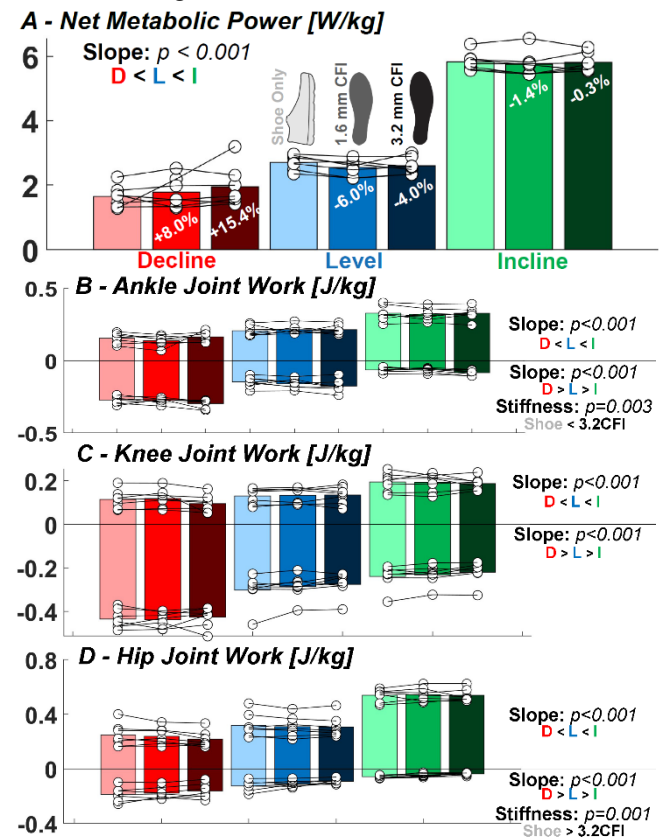 A - Net Metabolic Power [W/kg]
Slope: p < 0.001
D < L < I
Shoe Only
1.6 mm CFI
3.2 mm CFI
6
4
2
0
+8.0%
+15.4%
-6.0%
-4.0%
-1.4%
-0.3%
Decline
Level
Incline
B - Ankle Joint Work [J/kg]
0.5
0
-0.5
Slope: p<0.001
D < L < I
Slope: p<0.001
D > L > I
Stiffness: p=0.003
Shoe < 3.2CFI
C - Knee Joint Work [J/kg]
0.2
0
-0.2
-0.4
Slope: p<0.001
D < L < I
Slope: p<0.001
D > L > I
D - Hip Joint Work [J/kg]
0.8
0.4
0
-0.4
Slope: p<0.001
D < L < I
Slope: p<0.001
D > L > I
Stiffness: p=0.001
Shoe > 3.2CFI